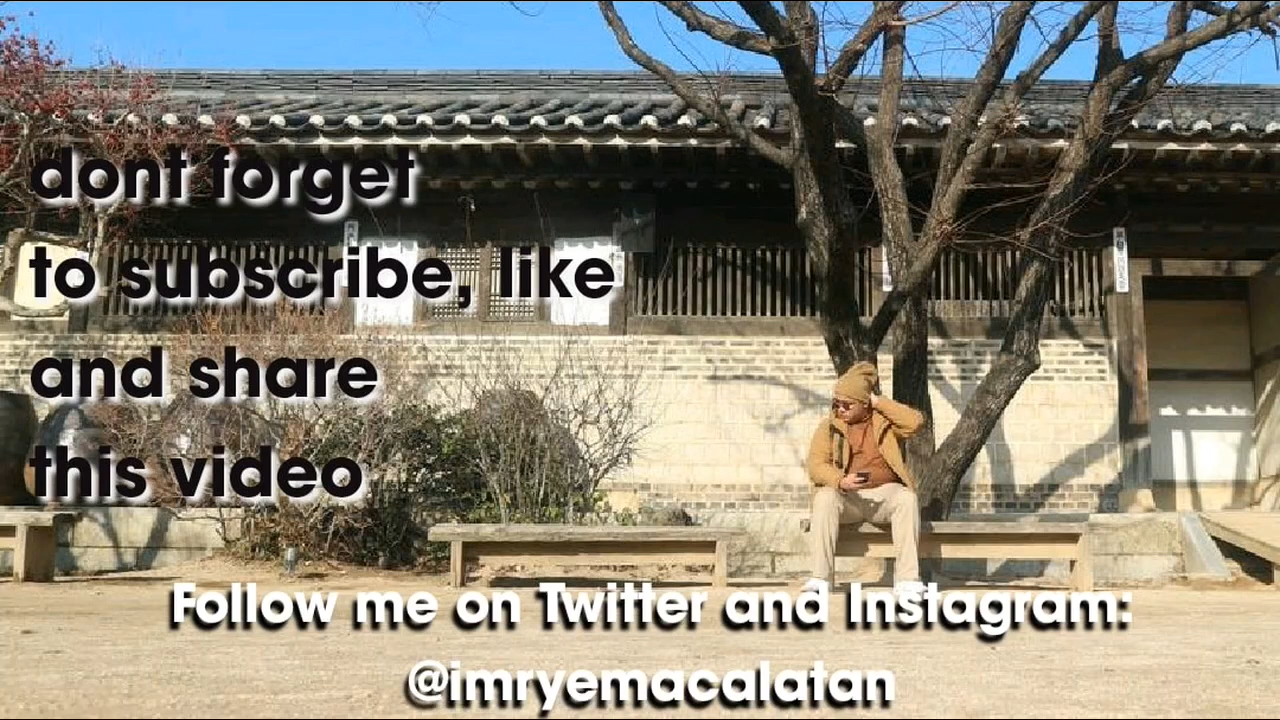 dont forget
to subscribe, like
and share
this video
Follow me on Twitter and Instagram:
@imryemacalatan